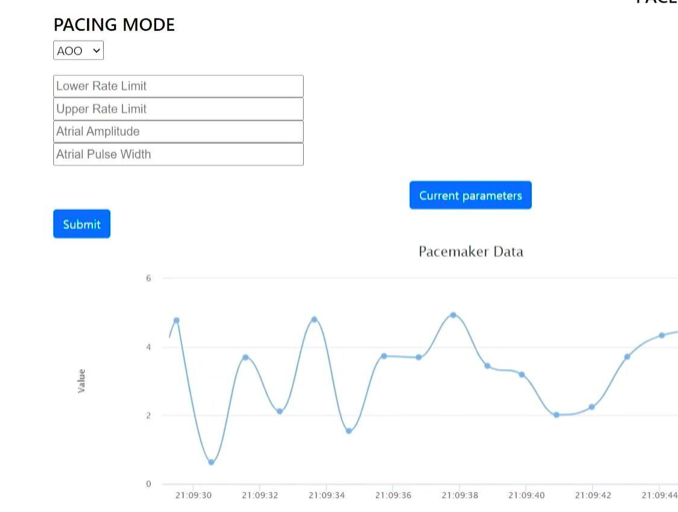 PACING MODE
AOO
Lower Rate Limit
Upper Rate Limit
Atrial Amplitude
Atrial Pulse Width
Current parameters
Submit
Pacemaker Data
6
4
Value
2
0
21:09:30 21:09:32 21:09:34 21:09:36 21:09:38 21:09:40 21:09:42 21:09:44